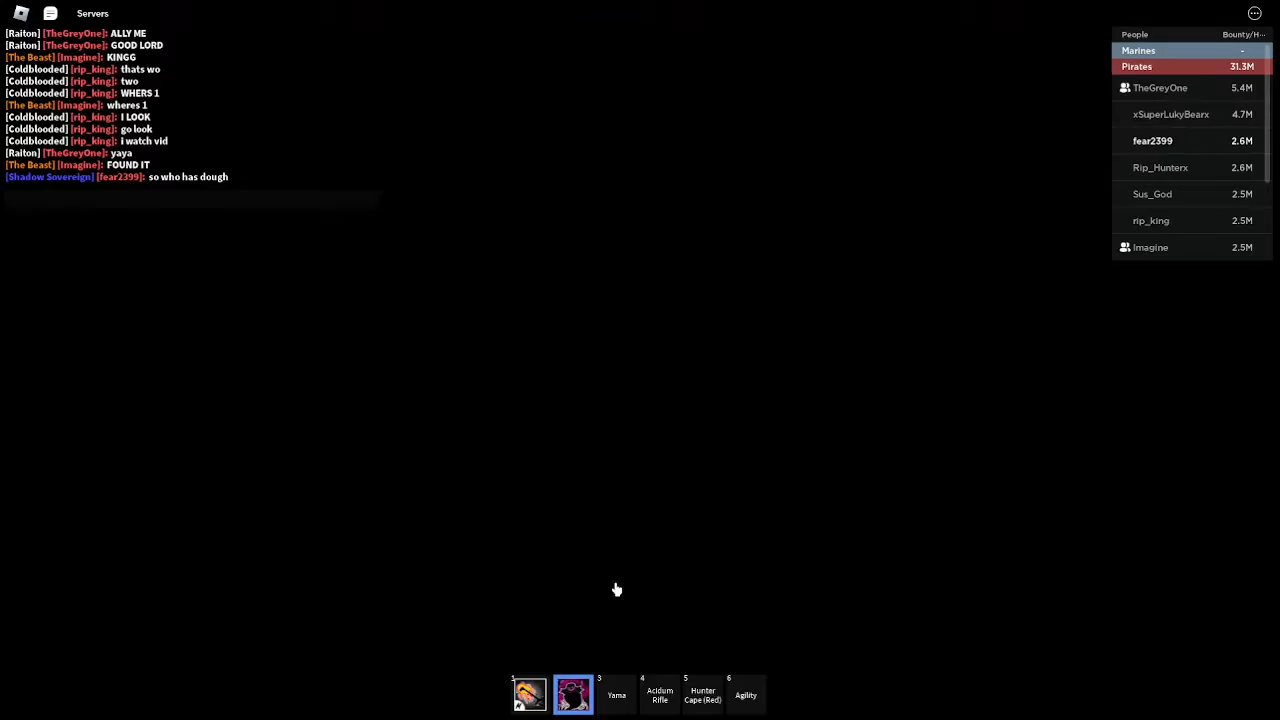 Servers
[Raiton] [TheGreyOne]: ALLY ME
[Raiton] [TheGreyOne]: GOOD LORD
[The Beast] [Imagine]: KINGG
[Coldblooded] [rip_king]: thats wo
[Coldblooded] [rip_king]: two
[Coldblooded] [rip_king]: WHERS 1
[The Beast] [Imagine]: wheres 1
[Coldblooded] [rip_king]: I LOOK
[Coldblooded] [rip_king]: go look
[Coldblooded] [rip_king]: i watch vid
[Raiton] [TheGreyOne]: yaya
[The Beast] [Imagine]: FOUND IT
[Shadow Sovereign] [fear2399]: so who has dough
People Bounty/H...
Marines -
Pirates 31.3M
TheGreyOne 5.4M
xSuperLukyBearx 4.7M
fear2399 2.6M
Rip_Hunterx 2.6M
Sus_God 2.5M
rip_king 2.5M
Imagine 2.5M
1
3 Yama
4 Acidum Rifle
5 Hunter Cape (Red)
6 Agility